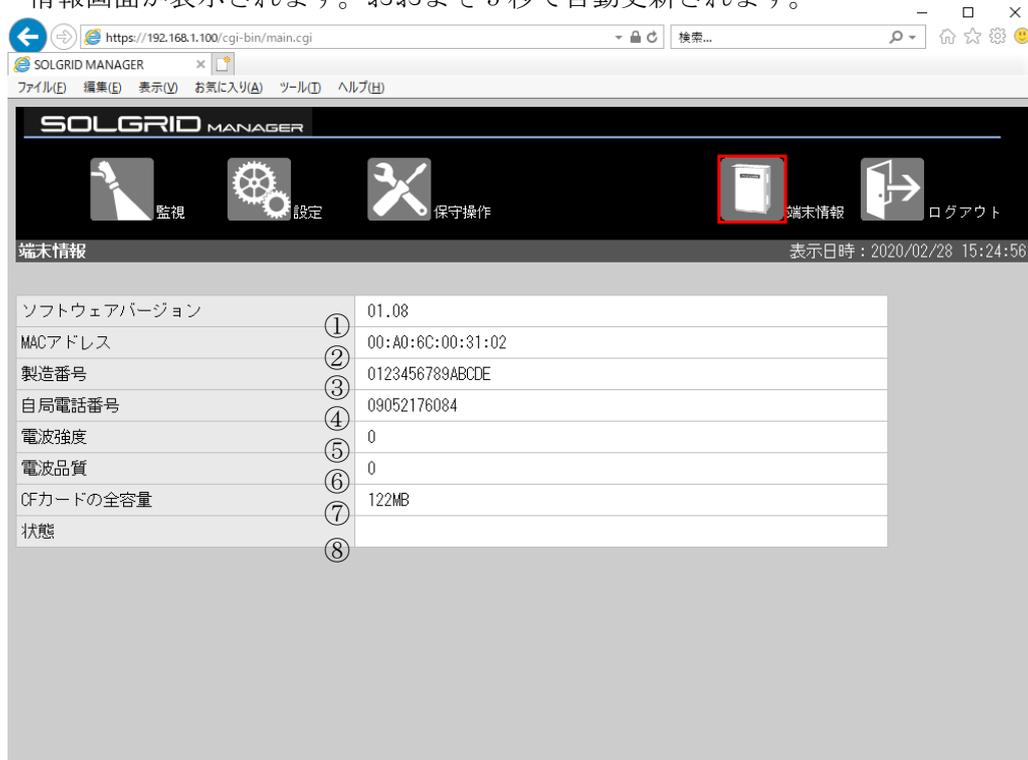 情報画面が表示されます。おおまそ5秒で自動更新されます。
https://192.168.1.100/cgi-bin/main.cgi
検索...
SOLGRID MANAGER
ファイル(F) 編集(E) 表示(V) お気に入り(A) ツール(T) ヘルプ(H)
SOLGRID MANAGER
監視 設定 保守操作 端末情報 ログアウト
端末情報 表示日時:2020/02/28 15:24:56
ソフトウェアバージョン ① 01.08
MACアドレス ② 00:A0:6C:00:31:02
製造番号 ③ 0123456789ABCDE
自局電話番号 ④ 09052176084
電波強度 ⑤ 0
電波品質 ⑥ 0
CFカードの全容量 ⑦ 122MB
状態 ⑧